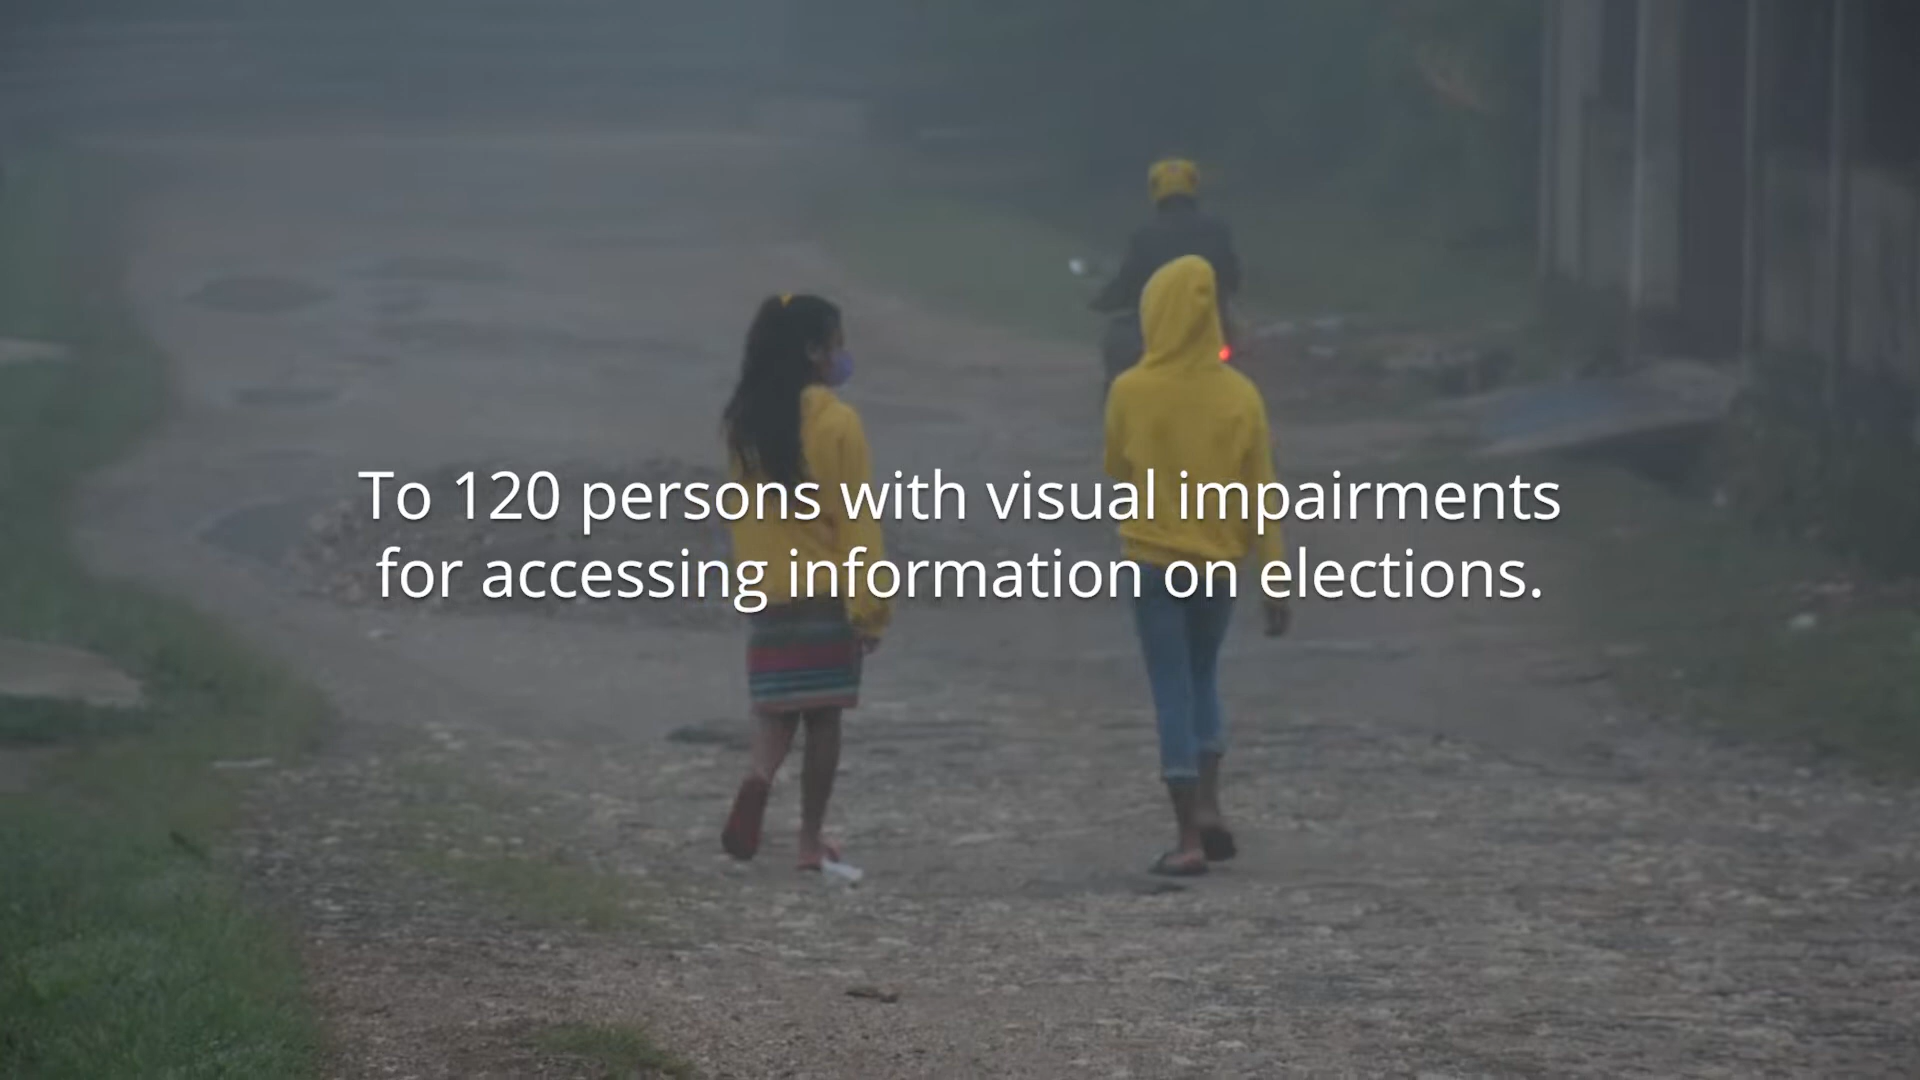 To 120 persons with visual impairments
for accessing information on elections.